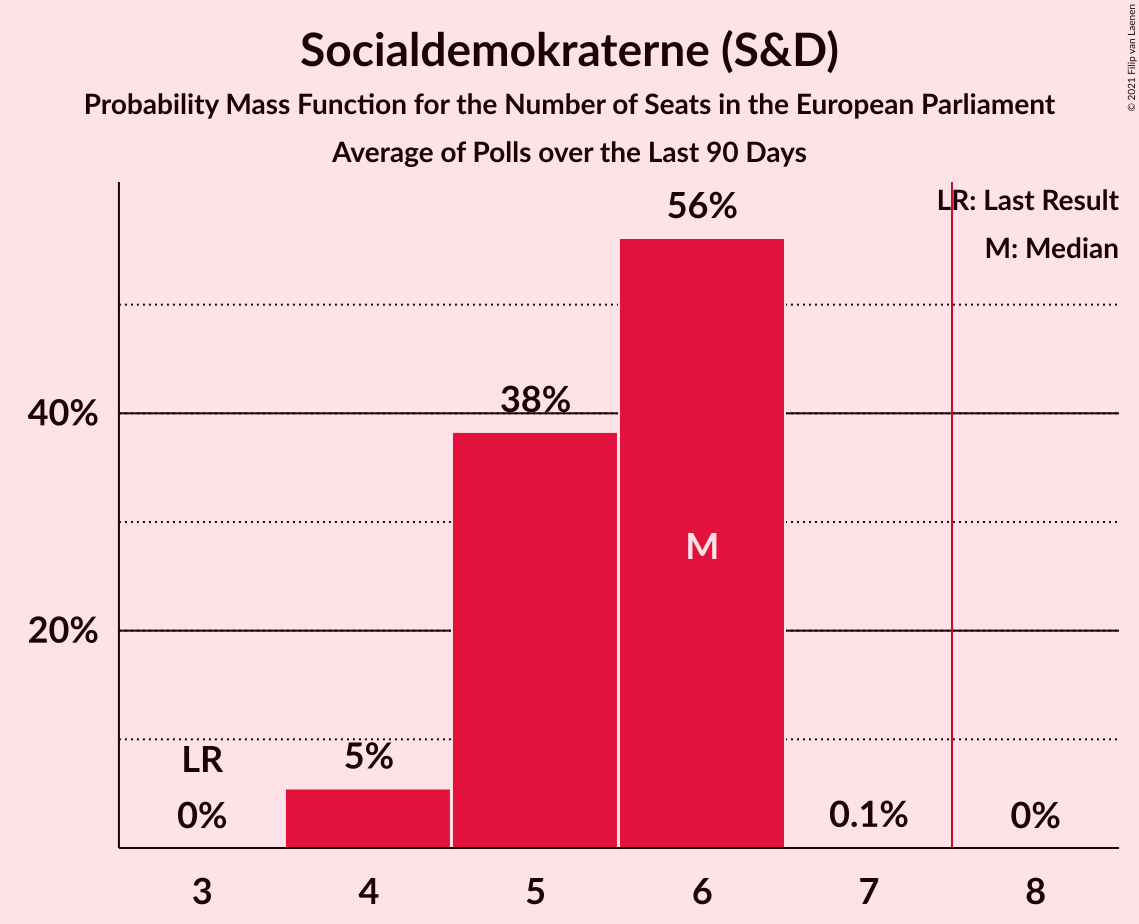 Socialdemokraterne (S&D)
Probability Mass Function for the Number of Seats in the European Parliament
Average of Polls over the Last 90 Days
© 2021 Filip van Laenen
LR: Last Result
M: Median
56%
38%
40%
M
20%
LR
5%
0%
0.1%
0%
3 4 5 6 7 8